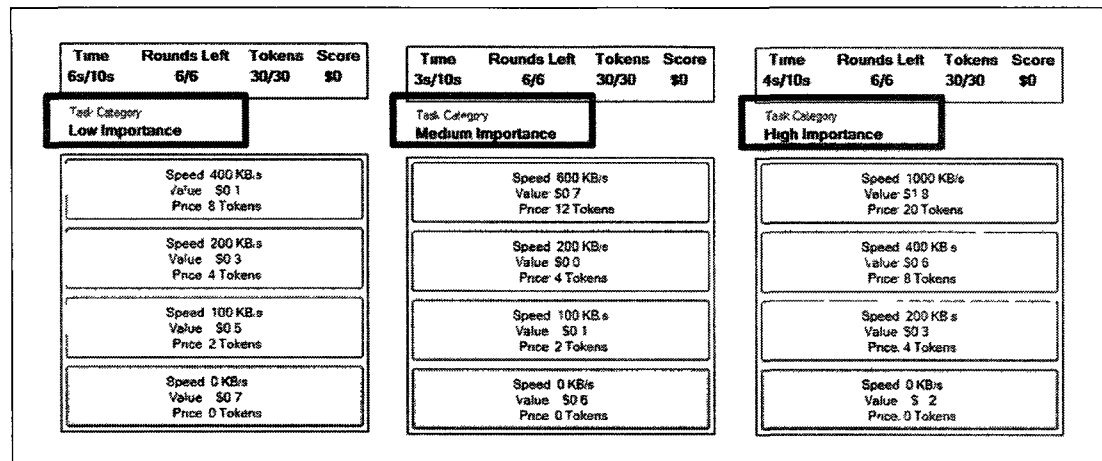 Time Rounds Left Tokens Score
6s/10s 6/6 30/30 $0
Task Category
Low Importance
Speed 400 KB/s
Value $0 1
Price 8 Tokens
Speed 200 KB/s
Value $0 3
Price 4 Tokens
Speed 100 KB/s
Value $0 5
Price 2 Tokens
Speed 0 KB/s
Value $0 7
Price 0 Tokens
Time Rounds Left Tokens Score
3s/10s 6/6 30/30 $0
Task Category
Medium Importance
Speed 600 KB/s
Value $0 7
Price 12 Tokens
Speed 200 KB/s
Value $0 0
Price 4 Tokens
Speed 100 KB/s
Value $0 1
Price 2 Tokens
Speed 0 KB/s
Value $0 6
Price 0 Tokens
Time Rounds Left Tokens Score
4s/10s 6/6 30/30 $0
Task Category
High Importance
Speed 1000 KB/s
Value $1 8
Price 20 Tokens
Speed 400 KB s
Value $0 6
Price 8 Tokens
Speed 200 KB s
Value $0 3
Price. 4 Tokens
Speed 0 KB/s
Value $ 2
Price. 0 Tokens